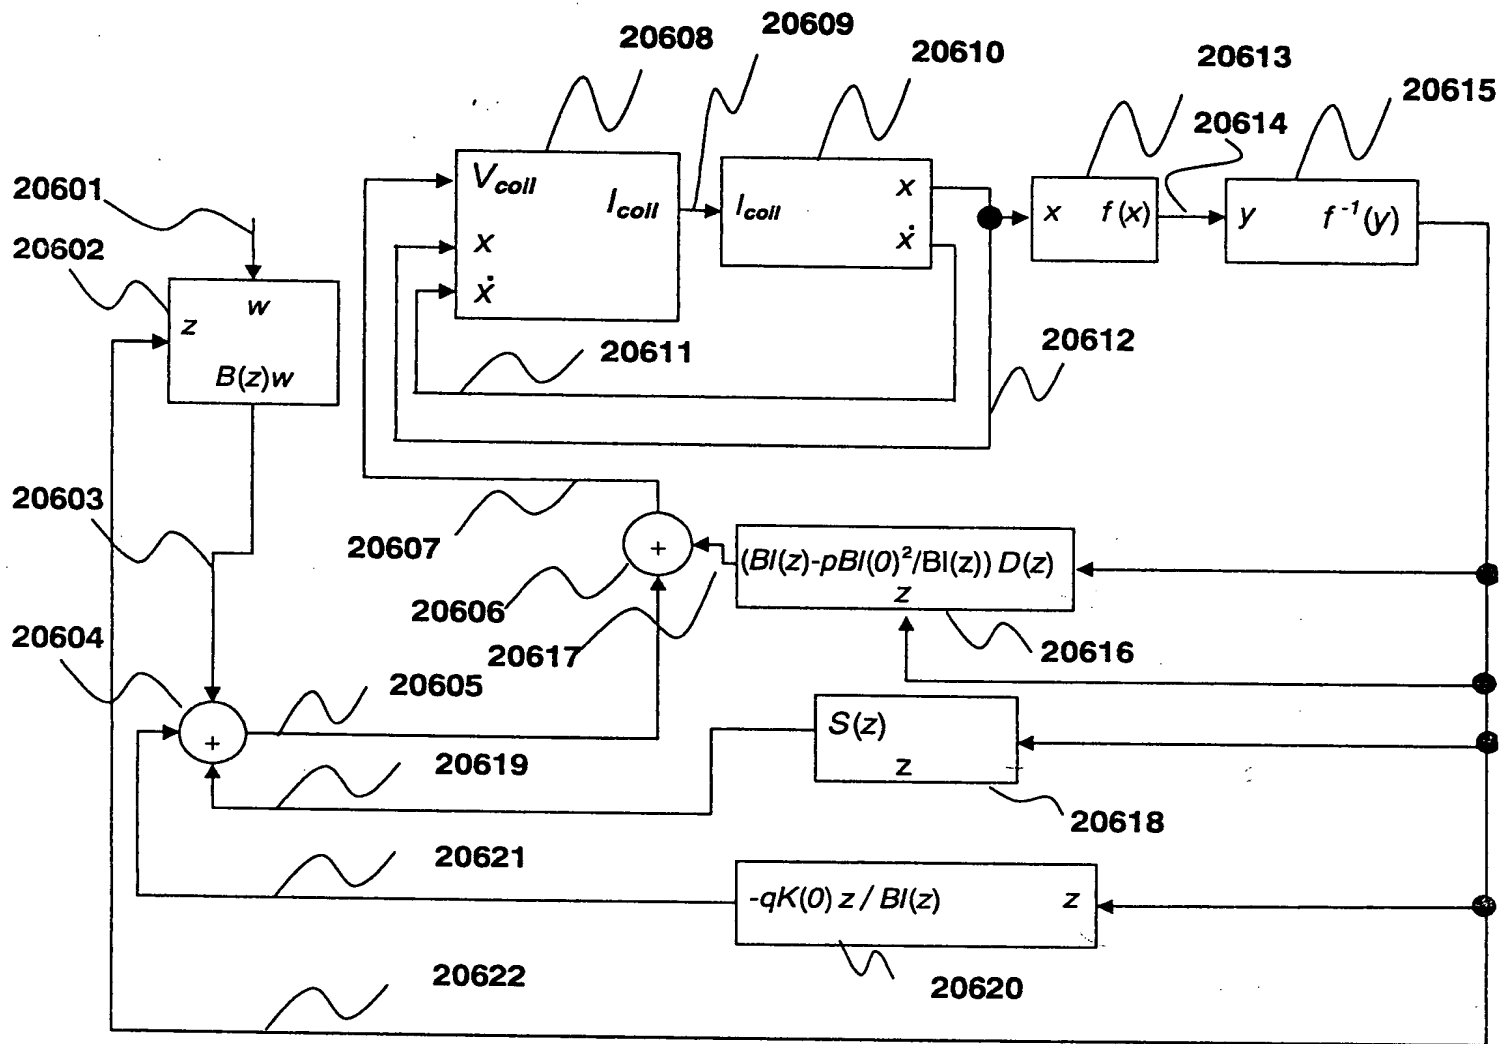 20608
20609
20610
20613
20614
20615
20601
20602
V_coil
I_coil
x
ẋ
I_coil
x
ẋ
x f(x)
y f⁻¹(y)
w
z
B(z)w
20611
20612
20603
20607
+
(Bl(z)-pBl(0)²/Bl(z)) D(z)
z
20606
20617
20616
20604
20605
+
S(z)
z
20619
20618
20621
-qK(0) z / Bl(z) z
20622
20620